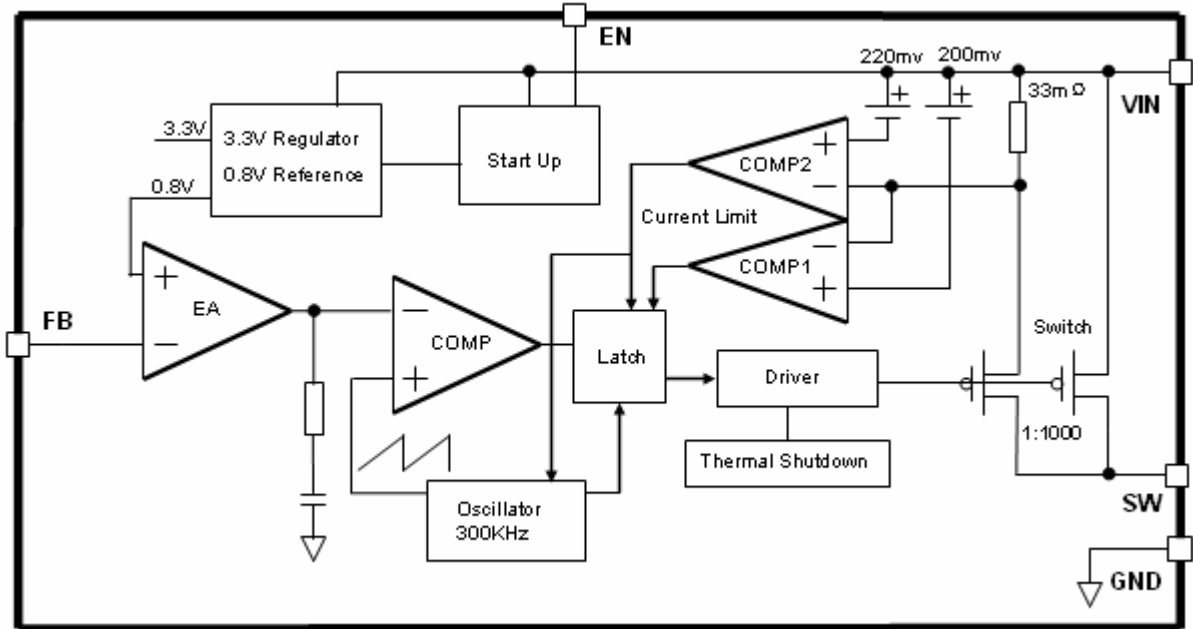 EN
220mv 200mv
33mΩ
VIN
3.3V
3.3V Regulator
0.8V Reference
0.8V
Start Up
+
COMP2
−
Current Limit
−
COMP1
+
+
EA
−
FB
−
COMP
+
Latch
Driver
Switch
1:1000
Thermal Shutdown
Oscillator
300KHz
SW
GND
+
+